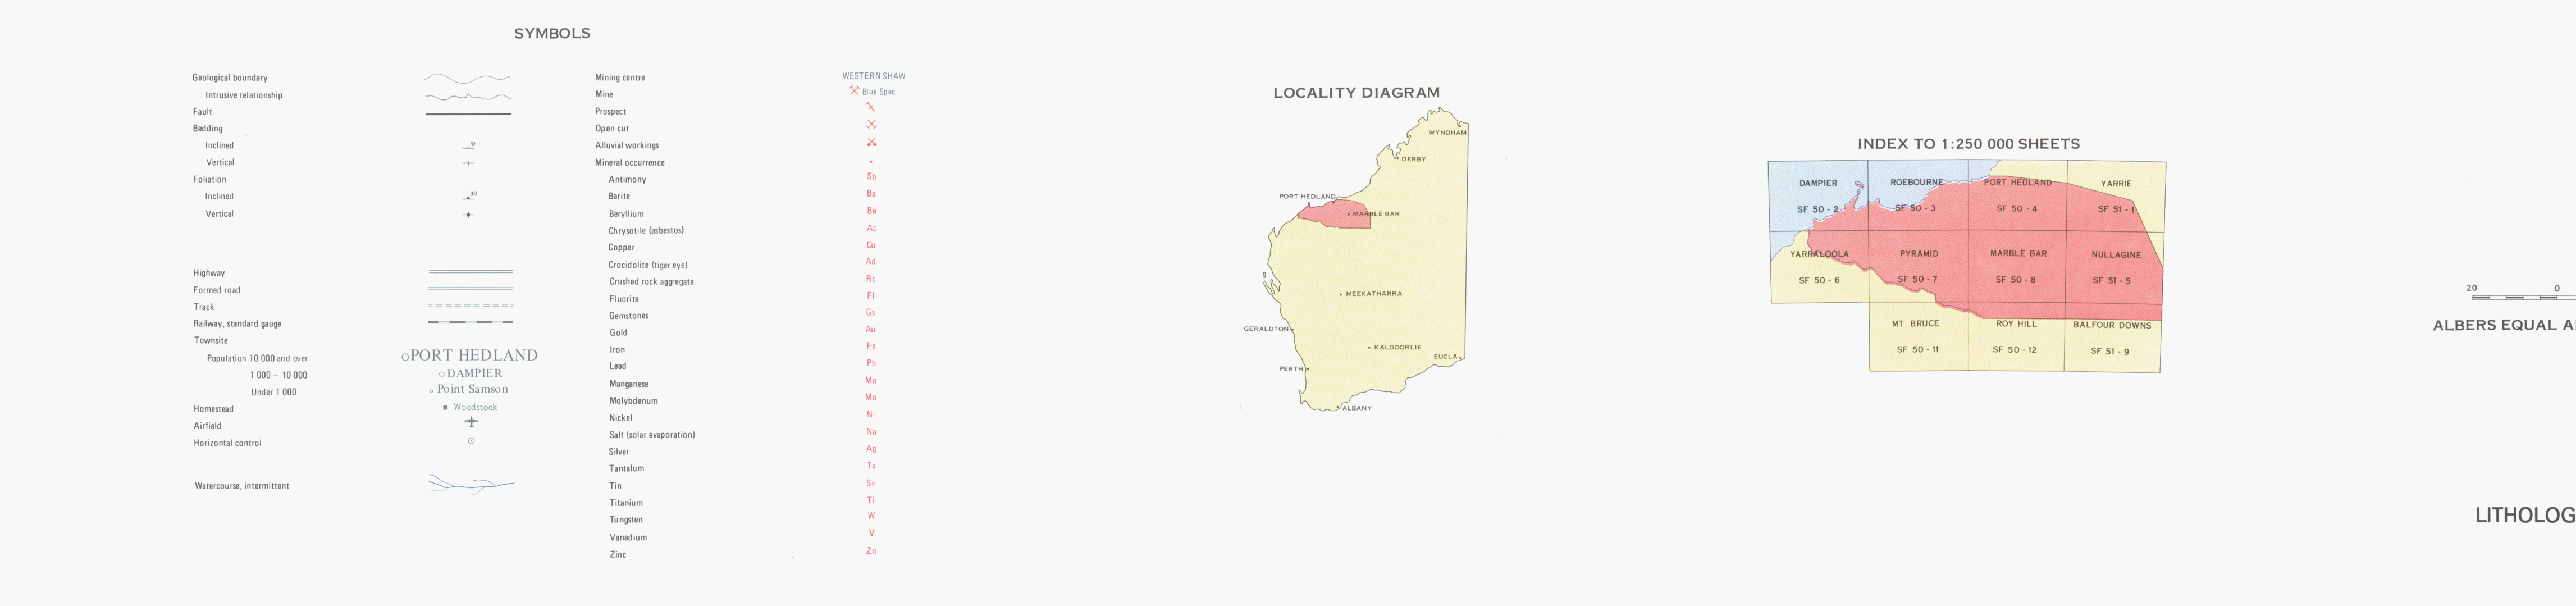 SYMBOLS
Geological boundary
Intrusive relationship
Fault
Bedding
Inclined 10
Vertical
Foliation
Inclined 30
Vertical
Highway
Formed road
Track
Railway, standard gauge
Townsite
Population 10 000 and over PORT HEDLAND
1 000 – 10 000 DAMPIER
Under 1 000 Point Samson
Homestead Woodstock
Airfield
Horizontal control
Watercourse, intermittent
Mining centre WESTERN SHAW
Mine Blue Spec
Prospect
Open cut
Alluvial workings
Mineral occurrence
Antimony Sb
Barite Ba
Beryllium Be
Chrysotile (asbestos) Ac
Copper Cu
Crocidolite (tiger eye) Ad
Crushed rock aggregate Rc
Fluorite Fl
Gemstones Gs
Gold Au
Iron Fe
Lead Pb
Manganese Mn
Molybdenum Mo
Nickel Ni
Salt (solar evaporation) Na
Silver Ag
Tantalum Ta
Tin Sn
Titanium Ti
Tungsten W
Vanadium V
Zinc Zn
LOCALITY DIAGRAM
WYNDHAM
DERBY
PORT HEDLAND
MARBLE BAR
MEEKATHARRA
GERALDTON
KALGOORLIE
EUCLA
PERTH
ALBANY
INDEX TO 1:250 000 SHEETS
DAMPIER ROEBOURNE PORT HEDLAND YARRIE
SF 50 - 2 SF 50 - 3 SF 50 - 4 SF 51 - 1
YARRALOOLA PYRAMID MARBLE BAR NULLAGINE
SF 50 - 6 SF 50 - 7 SF 50 - 8 SF 51 - 5
MT BRUCE ROY HILL BALFOUR DOWNS
SF 50 - 11 SF 50 - 12 SF 51 - 9
20 0
ALBERS EQUAL A
LITHOLOG